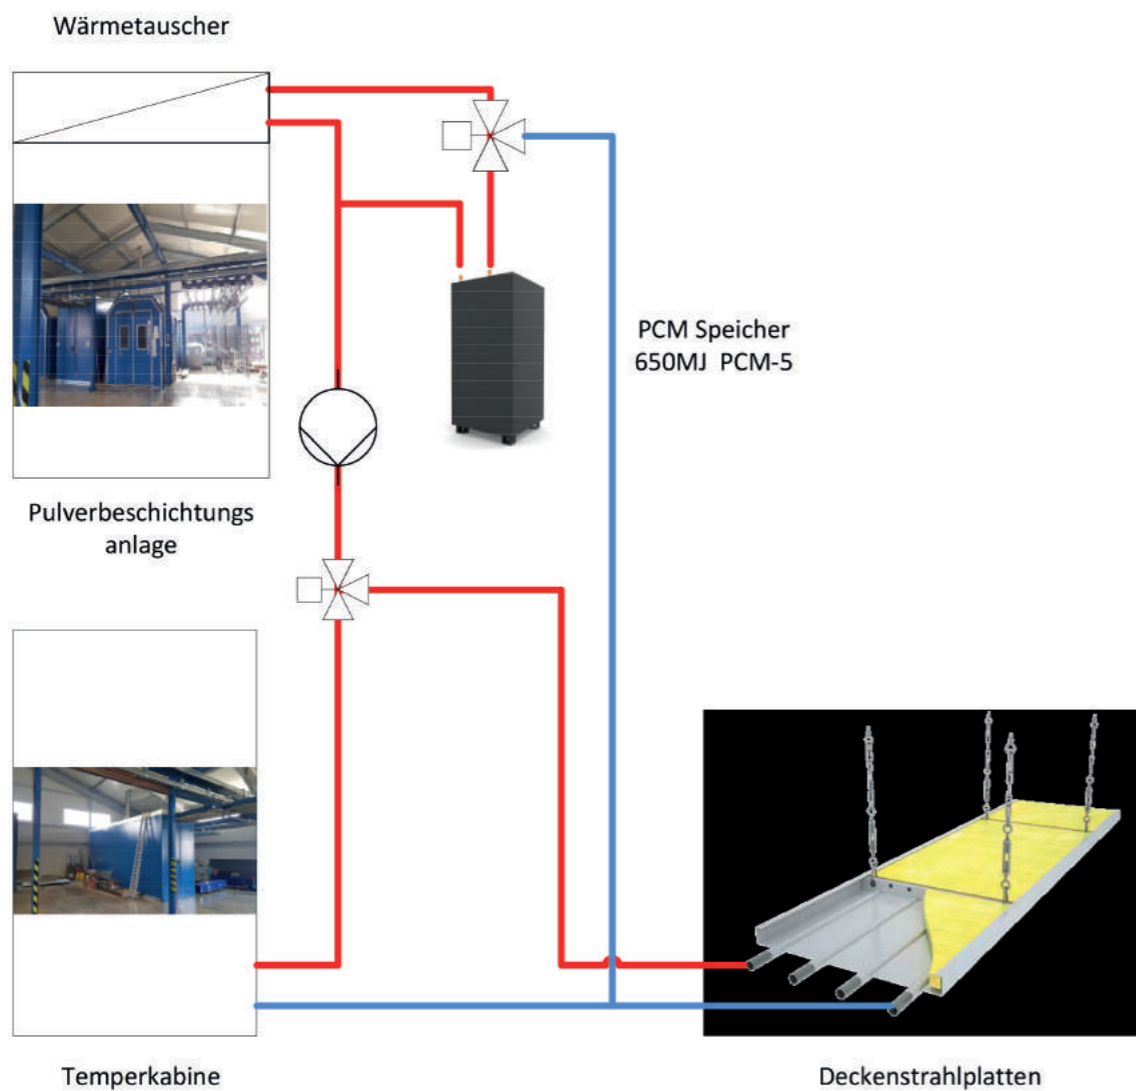 Wärmetauscher
PCM Speicher
650MJ PCM-5
Pulverbeschichtungs
anlage
Temperkabine
Deckenstrahlplatten